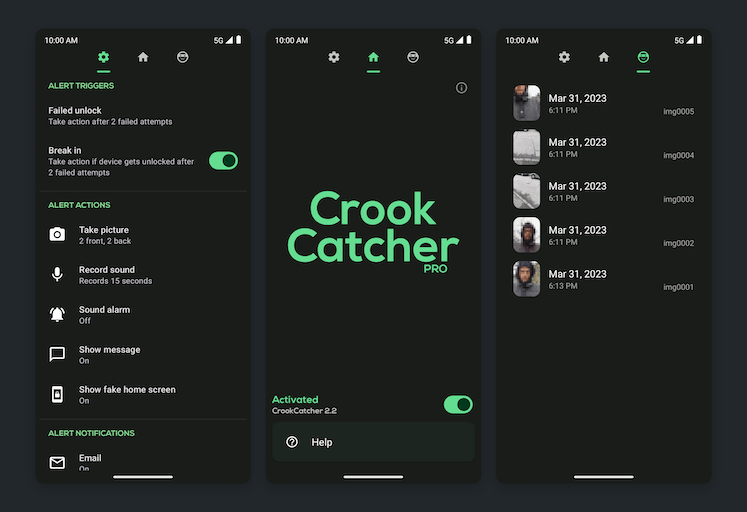 10:00 AM 5G
ALERT TRIGGERS
Failed unlock
Take action after 2 failed attempts
Break in
Take action if device gets unlocked after
2 failed attempts
ALERT ACTIONS
Take picture
2 front, 2 back
Record sound
Records 15 seconds
Sound alarm
Off
Show message
On
Show fake home screen
On
ALERT NOTIFICATIONS
Email
On
10:00 AM 5G
Crook
Catcher
PRO
Activated
CrookCatcher 2.2
Help
10:00 AM 5G
Mar 31, 2023
6:11 PM img0005
Mar 31, 2023
6:11 PM img0004
Mar 31, 2023
6:11 PM img0003
Mar 31, 2023
6:11 PM img0002
Mar 31, 2023
6:13 PM img0001